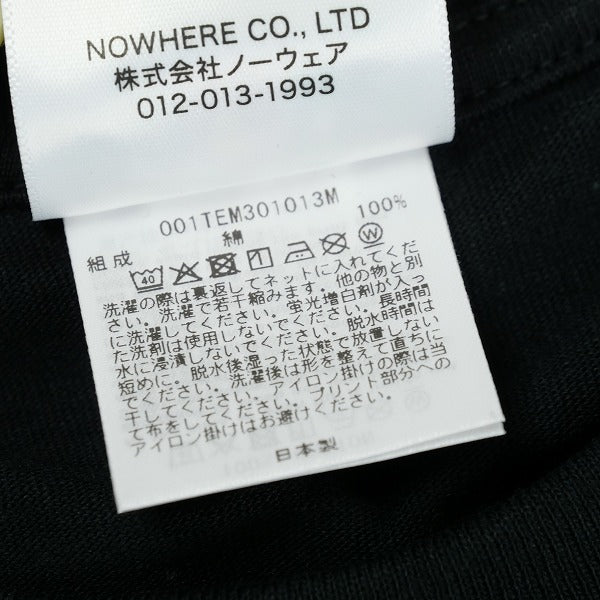 NOWHERE CO., LTD
株式会社ノーウェア
012-013-1993
001TEM301013M
組成 綿 100%
40 W
洗濯の際は裏返してネットに入れてくだ
さい。洗濯で若干縮みます。他の物と別
に洗濯してください。蛍光増白剤が入っ
た洗剤は使用しないでください。長時間
水に浸漬しないでください。脱水時間は
短めに。脱水後湿った状態で放置しない
でください。洗濯後は形を整えて直ちに
干してください。アイロン掛けの際は当
て布をしてください。プリント部分への
アイロン掛けはお避けください。
日本製